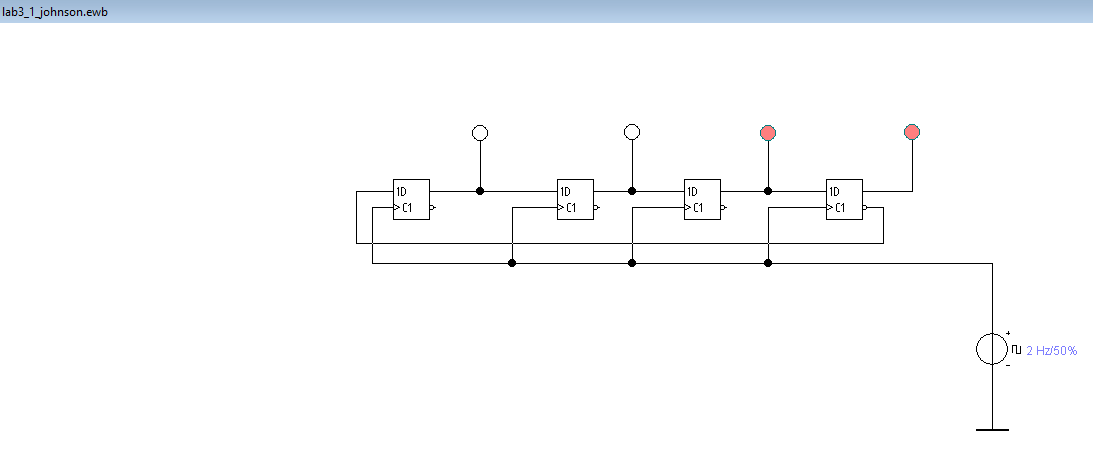 lab3_1_johnson.ewb
1D 1D 1D 1D
C1 C1 C1 C1
+
2 Hz/50%
-